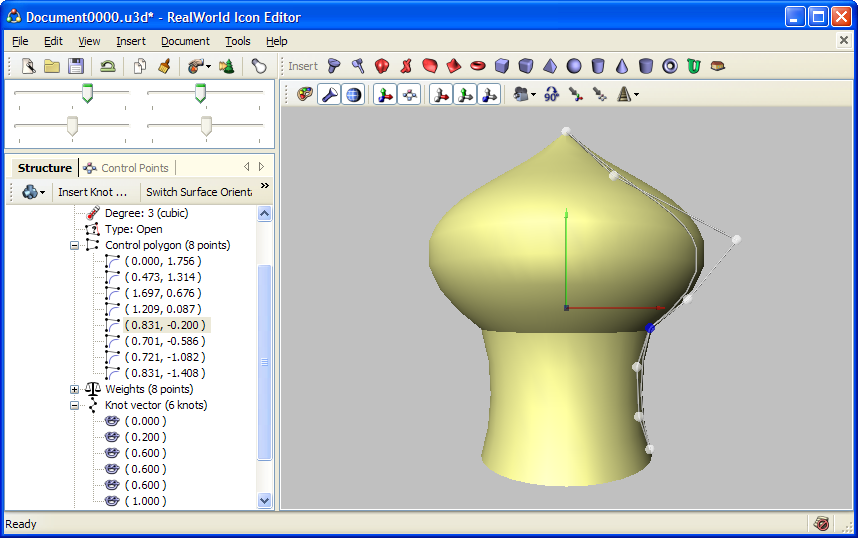 Document0000.u3d* - RealWorld Icon Editor
File Edit View Insert Document Tools Help
Insert
90°
Structure Control Points
Insert Knot ... Switch Surface Orient: »
Degree: 3 (cubic)
Type: Open
Control polygon (8 points)
( 0.000, 1.756 )
( 0.473, 1.314 )
( 1.697, 0.676 )
( 1.209, 0.087 )
( 0.831, -0.200 )
( 0.701, -0.586 )
( 0.721, -1.082 )
( 0.831, -1.408 )
Weights (8 points)
Knot vector (6 knots)
( 0.000 )
( 0.200 )
( 0.600 )
( 0.600 )
( 0.600 )
( 1.000 )
Ready